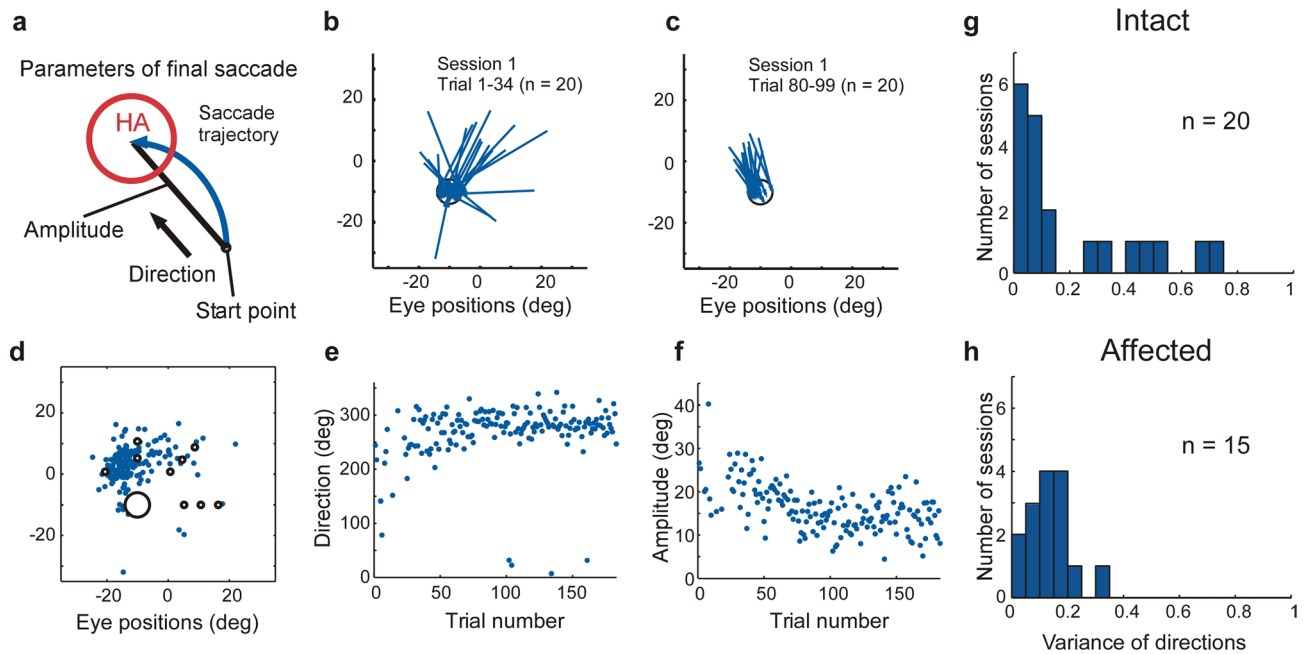 a
Parameters of final saccade
HA
Saccade
trajectory
Amplitude
Direction
Start point
b
Session 1
Trial 1-34 (n = 20)
20
0
-20
-20
0
20
Eye positions (deg)
c
Session 1
Trial 80-99 (n = 20)
20
0
-20
-20
0
20
Eye positions (deg)
g
Intact
n = 20
Number of sessions
6
4
2
0
0
0.2
0.4
0.6
0.8
1
d
20
0
-20
-20
0
20
Eye positions (deg)
e
Direction (deg)
300
200
100
0
0
50
100
150
Trial number
f
Amplitude (deg)
40
30
20
10
0
0
50
100
150
Trial number
h
Affected
n = 15
Number of sessions
6
4
2
0
0
0.2
0.4
0.6
0.8
1
Variance of directions